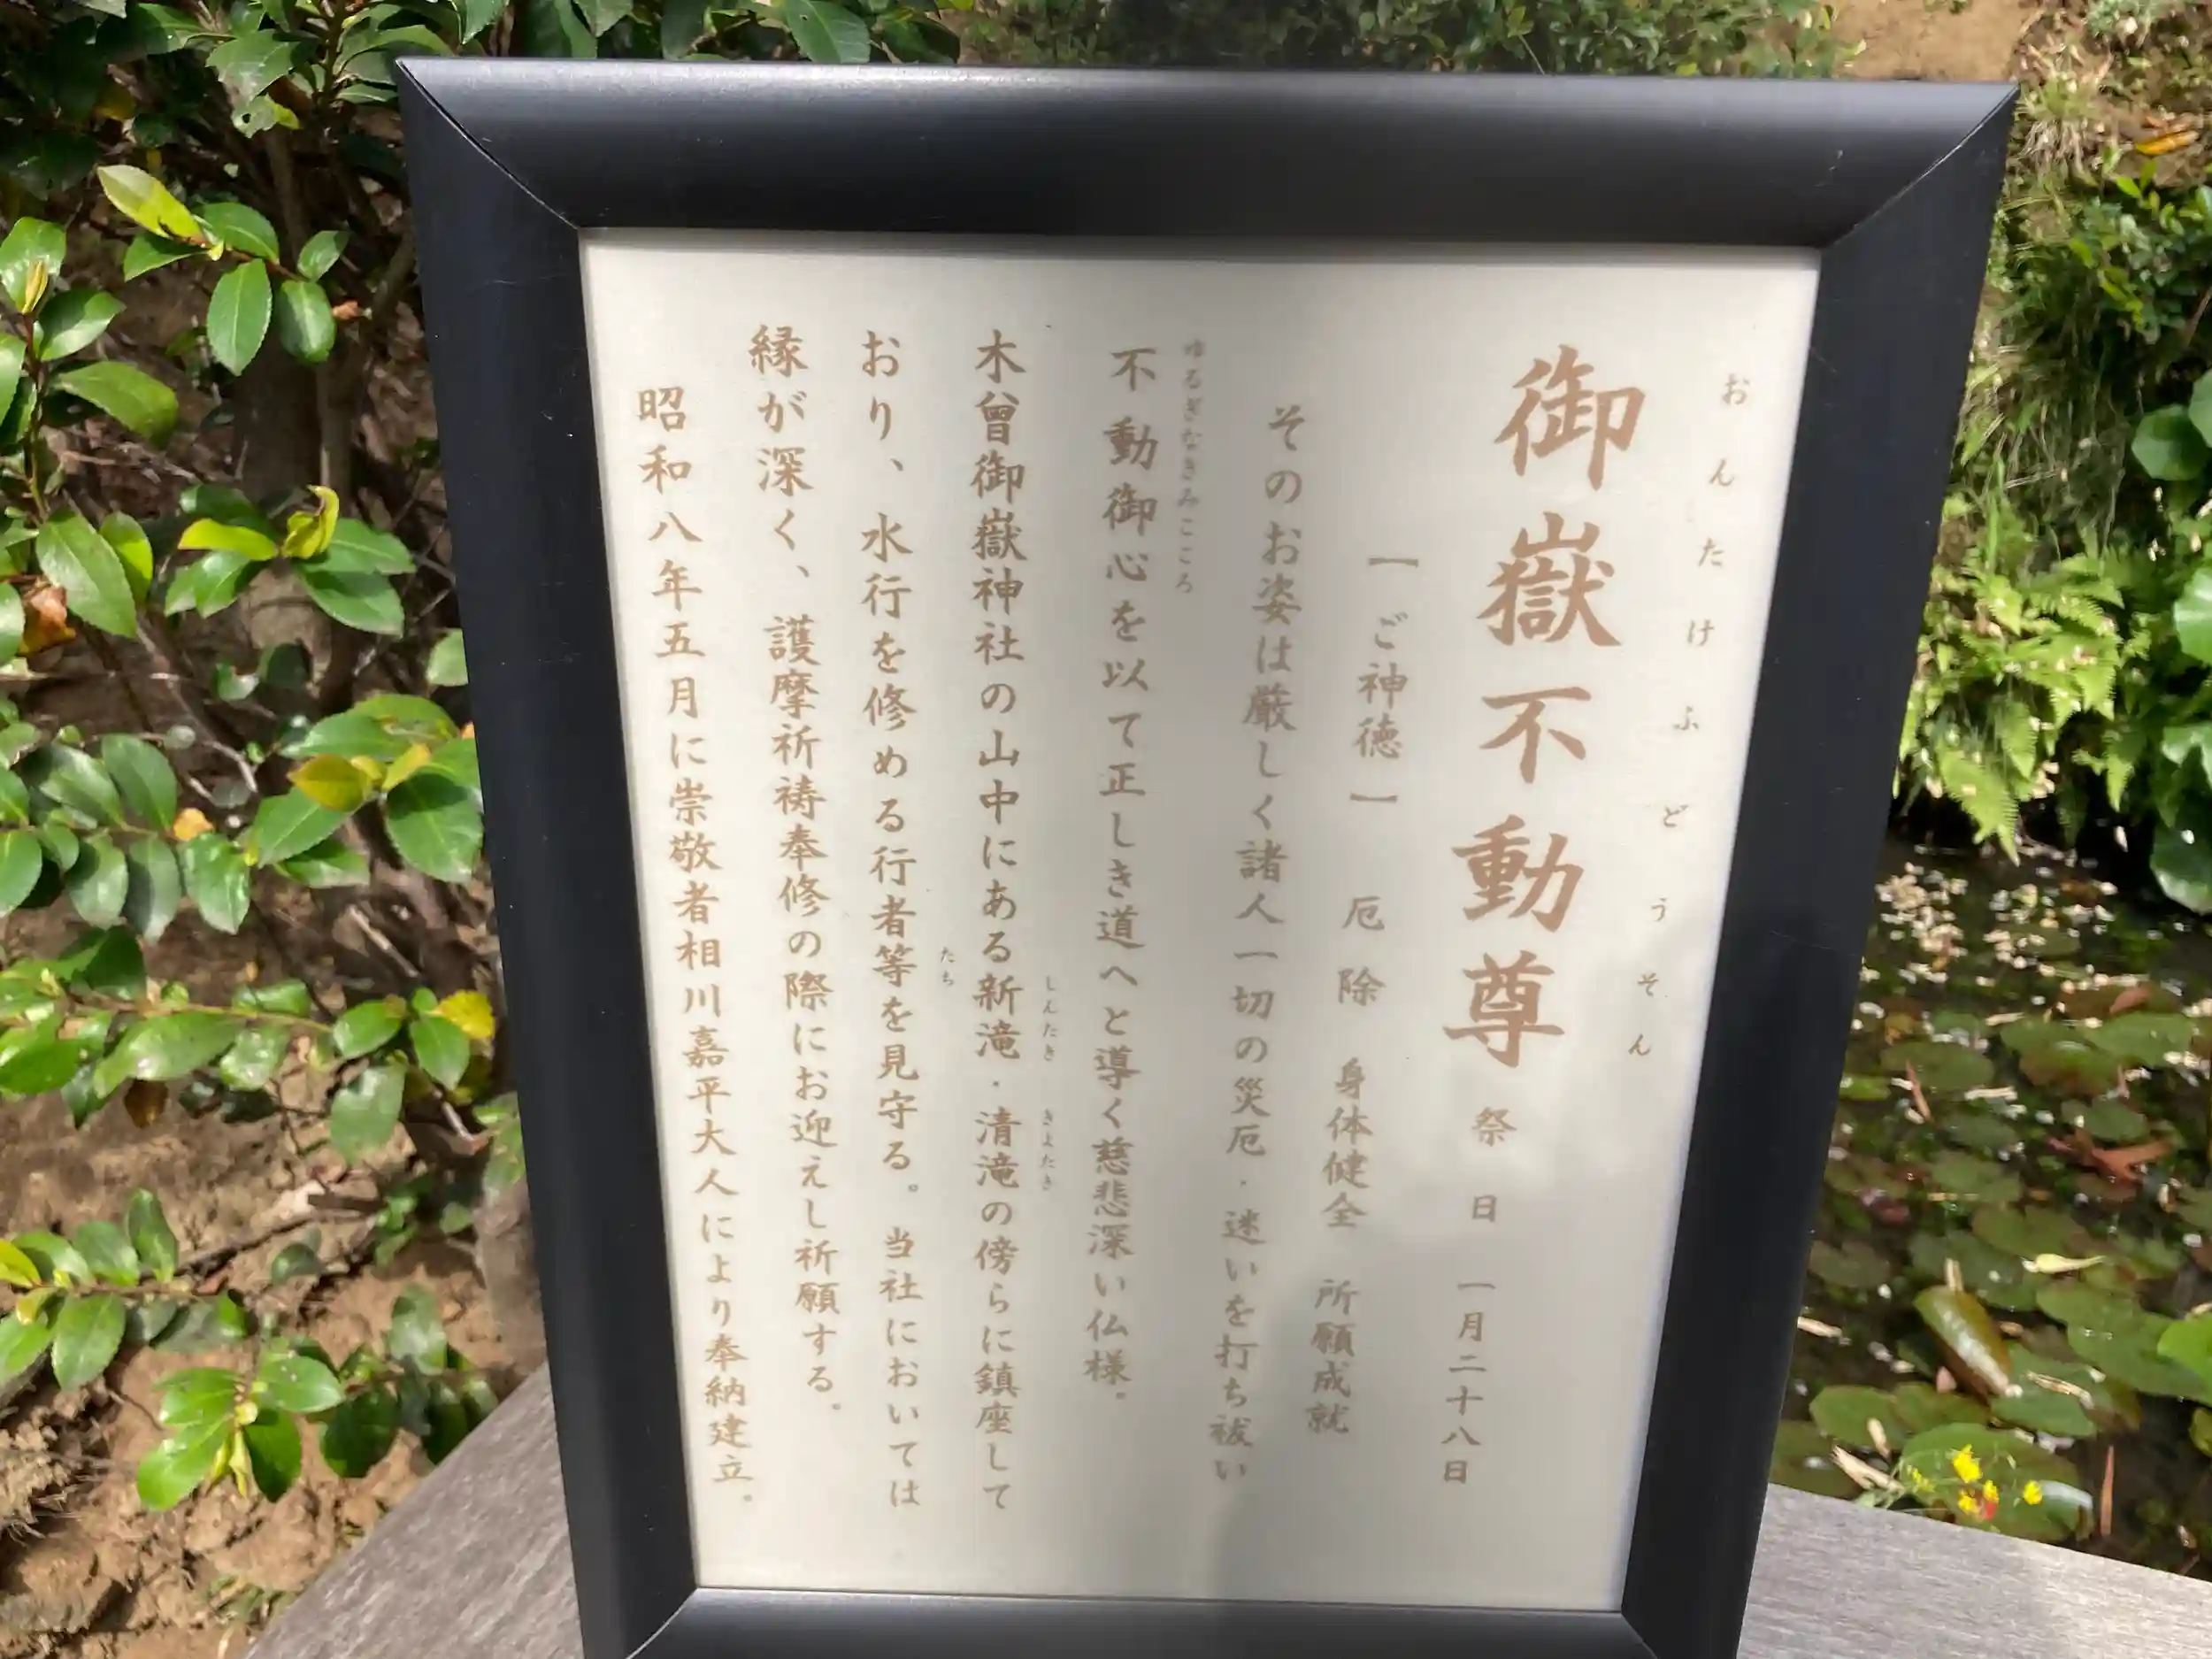 おんたけふどうそん
御嶽不動尊 祭日 一月二十八日
【ご神徳】 厄除 身体健全 所願成就
そのお姿は厳しく諸人一切の災厄・迷いを打ち祓い
ゆるぎなきみこころ
不動御心を以て正しき道へと導く慈悲深い仏様。
しんたき きよたき
木曾御嶽神社の山中にある新滝・清滝の傍らに鎮座して
たち
おり、水行を修める行者等を見守る。当社においては
縁が深く、護摩祈祷奉修の際にお迎えし祈願する。
昭和八年五月に崇敬者相川嘉平大人により奉納建立。